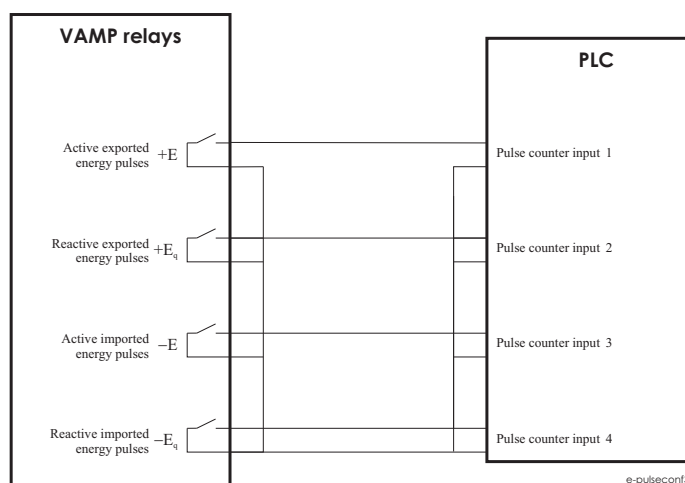 VAMP relays
PLC
Active exported
energy pulses
+E
Pulse counter input 1
Reactive exported
energy pulses
+Eq
Pulse counter input 2
Active imported
energy pulses
−E
Pulse counter input 3
Reactive imported
energy pulses
−Eq
Pulse counter input 4